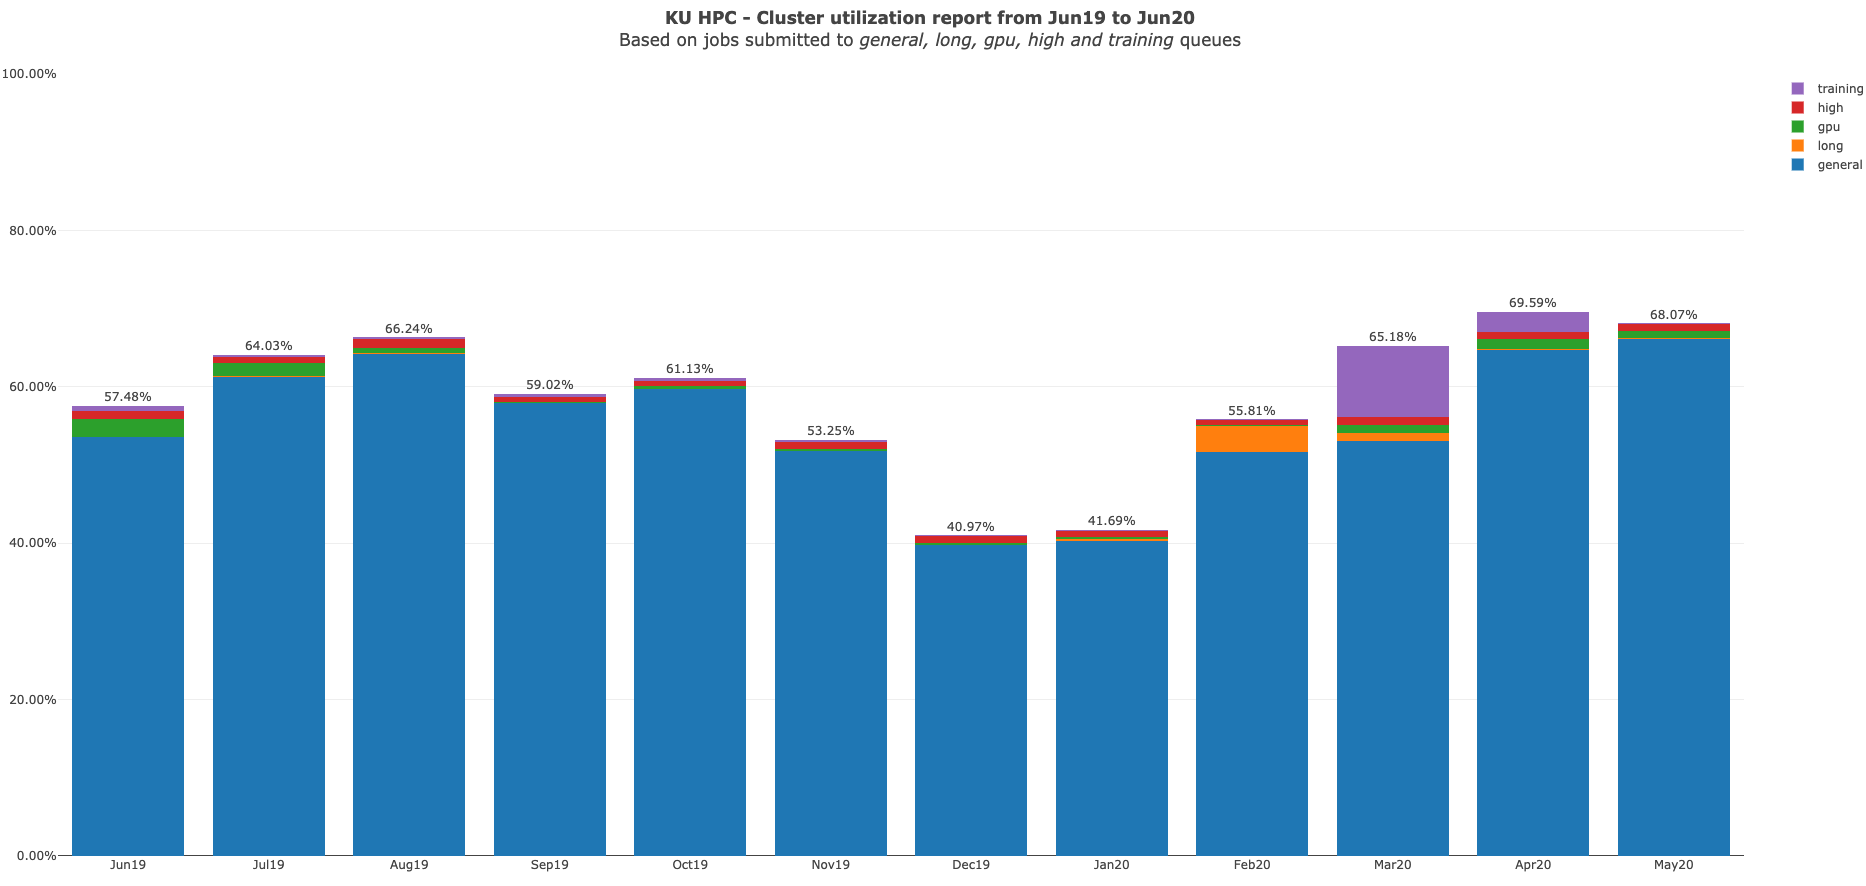 KU HPC - Cluster utilization report from Jun19 to Jun20
Based on jobs submitted to general, long, gpu, high and training queues
100.00%
80.00%
60.00%
40.00%
20.00%
0.00%
training
high
gpu
long
general
57.48%
64.03%
66.24%
59.02%
61.13%
53.25%
40.97%
41.69%
55.81%
65.18%
69.59%
68.07%
Jun19
Jul19
Aug19
Sep19
Oct19
Nov19
Dec19
Jan20
Feb20
Mar20
Apr20
May20